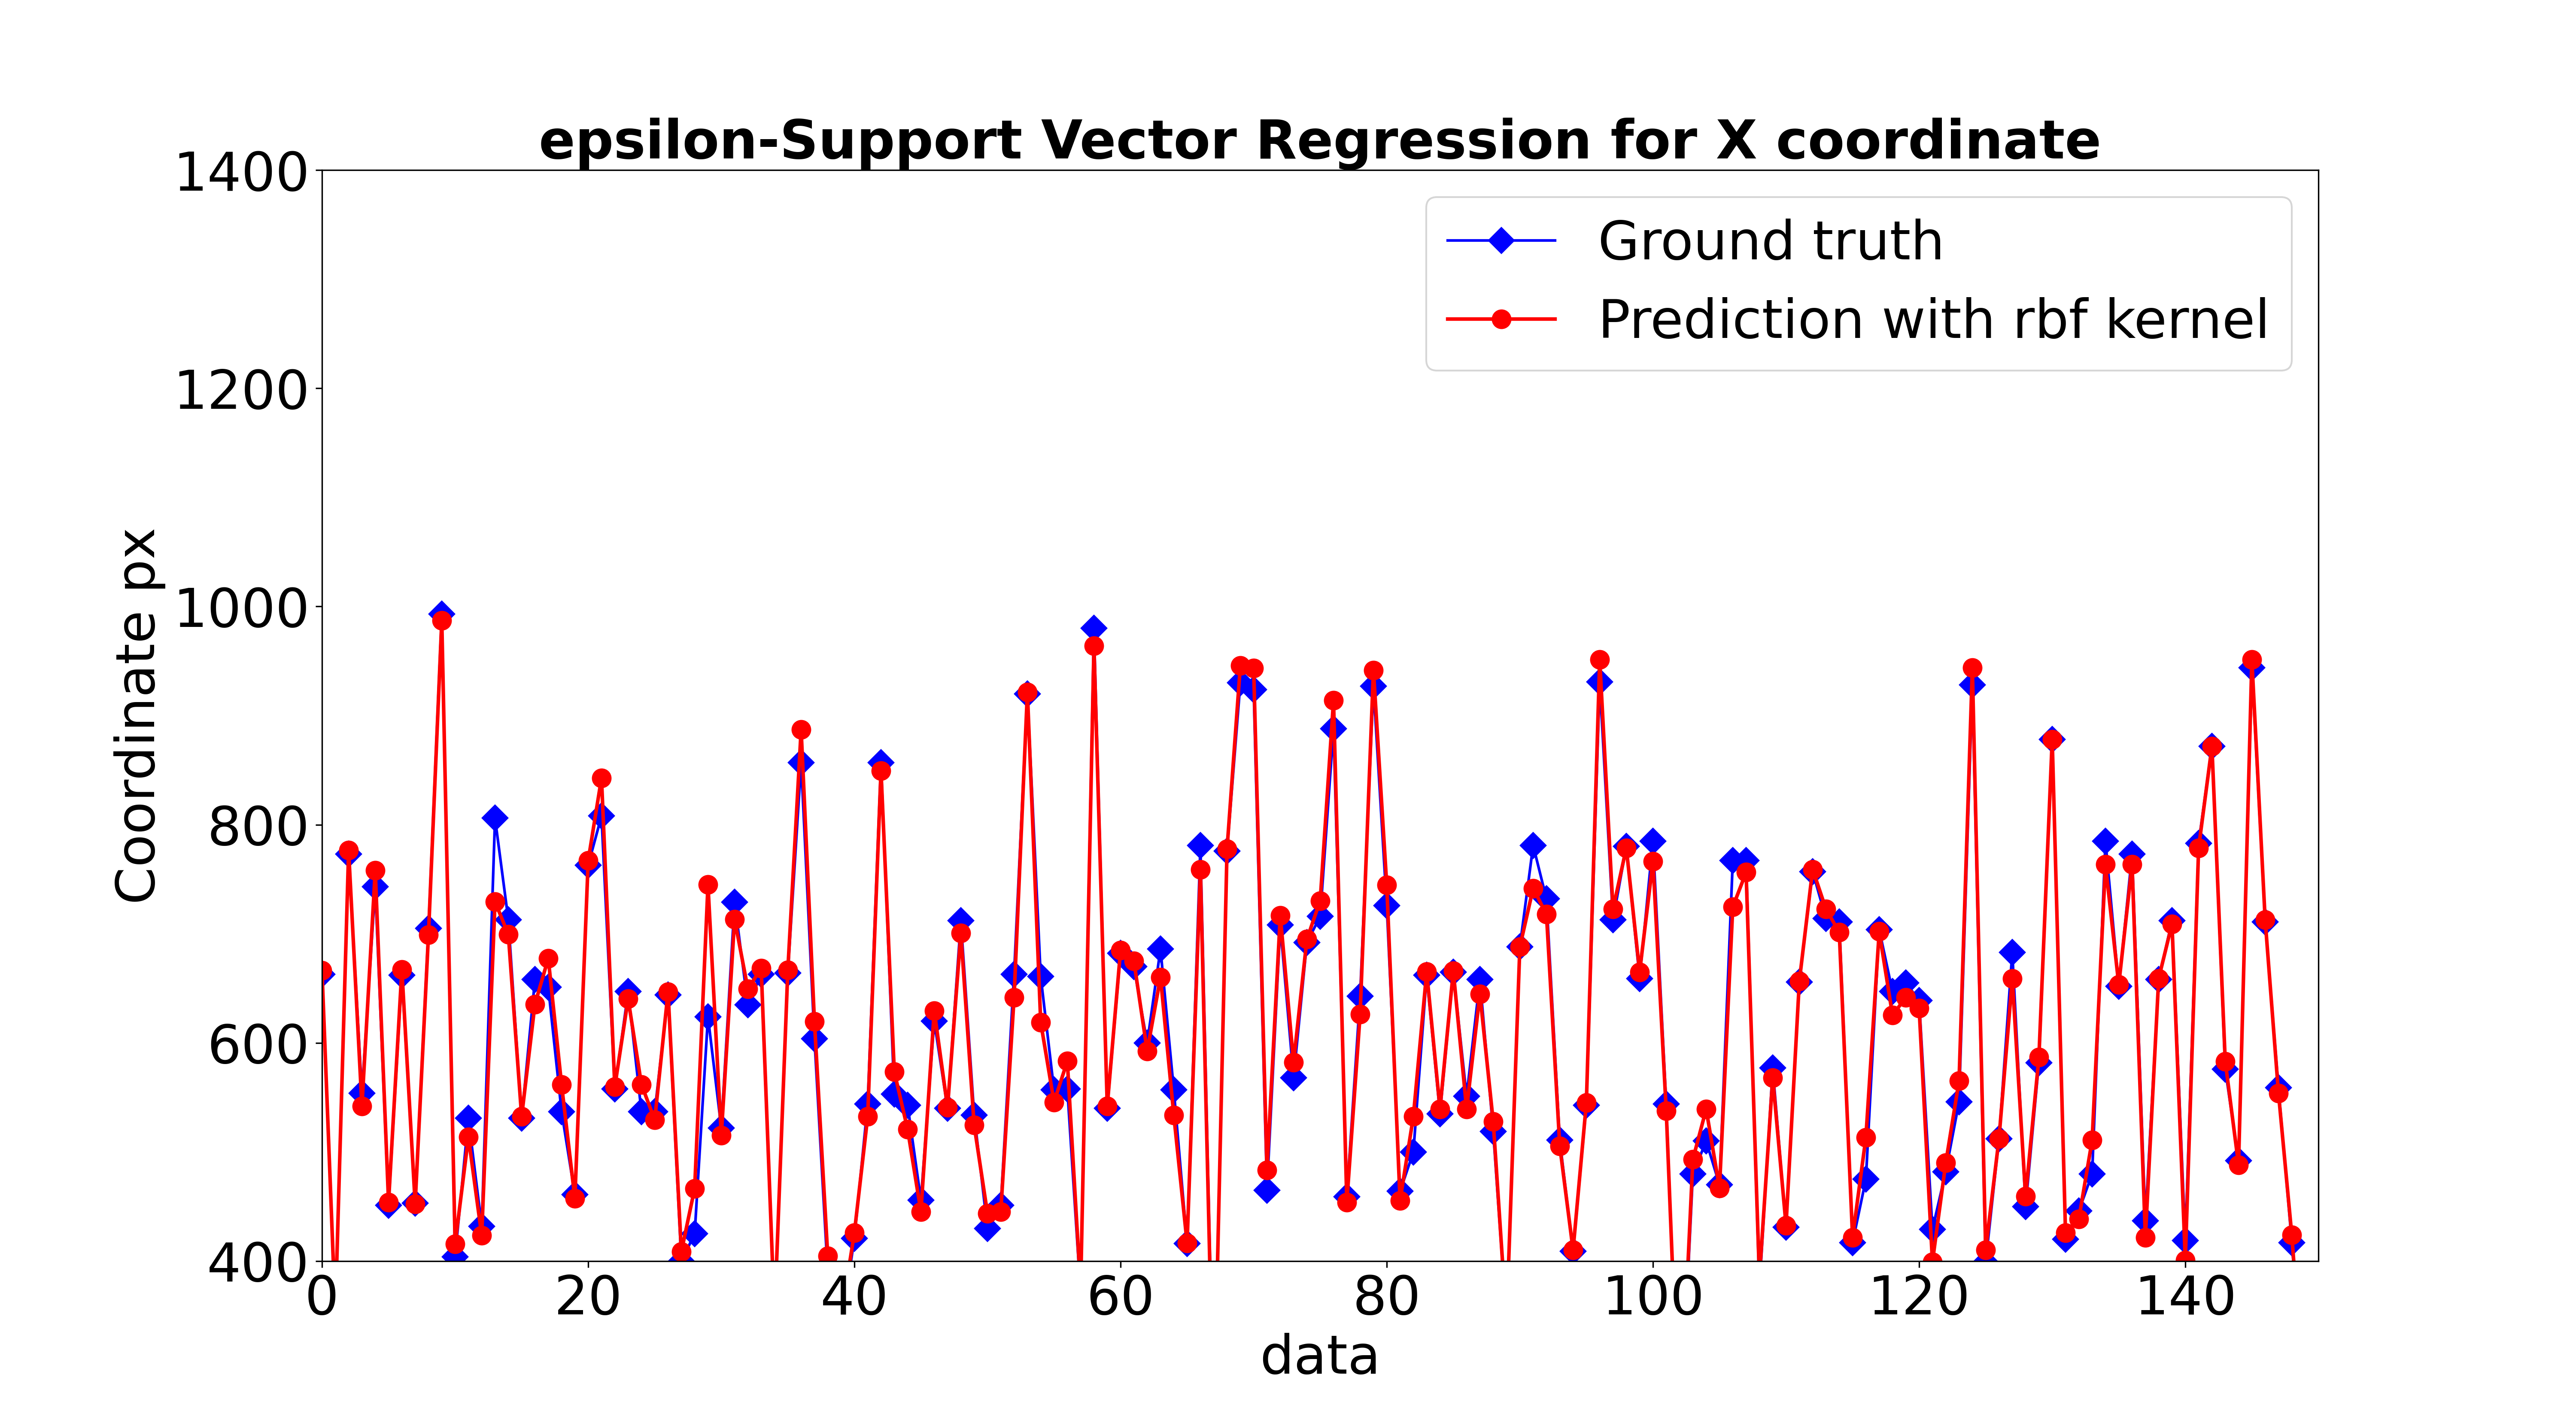 epsilon-Support Vector Regression for X coordinate
Ground truth
Prediction with rbf kernel
Coordinate px
1400
1200
1000
800
600
400
0 20 40 60 80 100 120 140
data